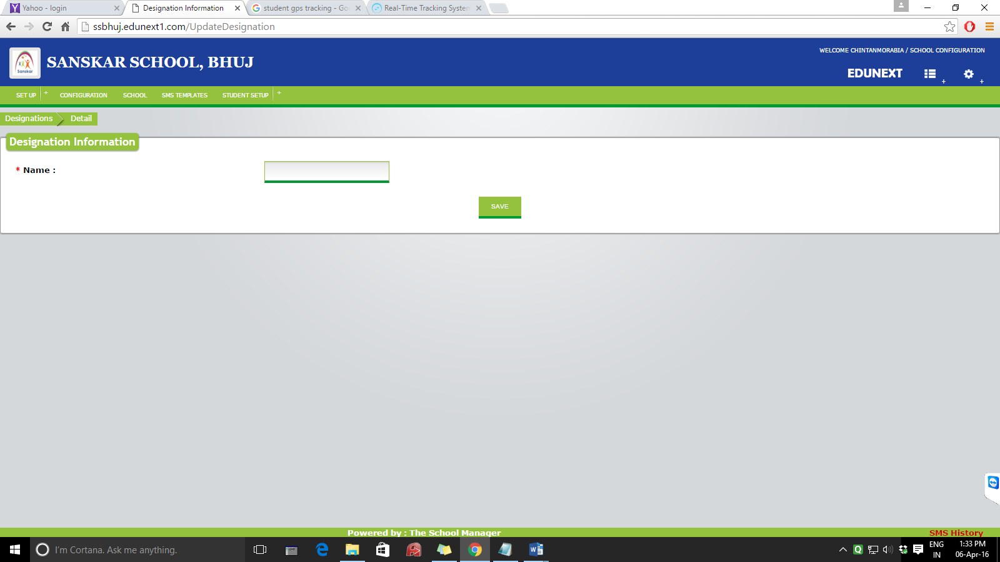 Yahoo - login
Designation Information
student gps tracking - Go
Real-Time Tracking System
ssbhuj.edunext1.com/UpdateDesignation
Sanskar
SANSKAR SCHOOL, BHUJ
WELCOME CHINTANMORABIA / SCHOOL CONFIGURATION
EDUNEXT
+ +
SET UP + CONFIGURATION SCHOOL SMS TEMPLATES STUDENT SETUP +
Designations Detail
Designation Information
* Name :
SAVE
Powered by : The School Manager
SMS History
I'm Cortana. Ask me anything.
ENG
IN
1:33 PM
06-Apr-16